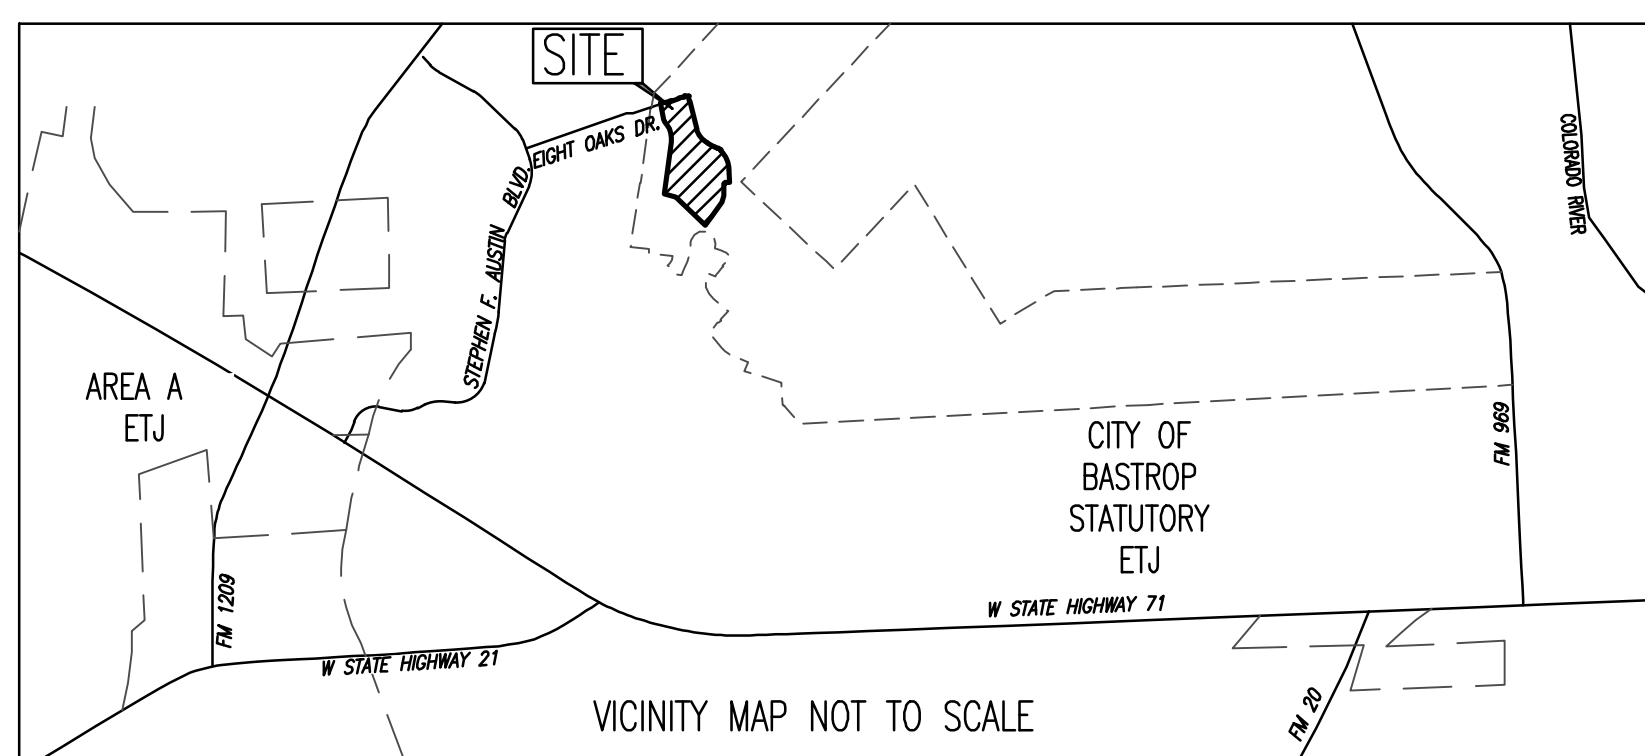 SITE
EIGHT OAKS DR.
STEPHEN F. AUSTIN BLVD.
COLORADO RIVER
AREA A
ETJ
CITY OF
BASTROP
STATUTORY
ETJ
FM 969
FM 1209
W STATE HIGHWAY 71
W STATE HIGHWAY 21
FM 20
VICINITY MAP NOT TO SCALE